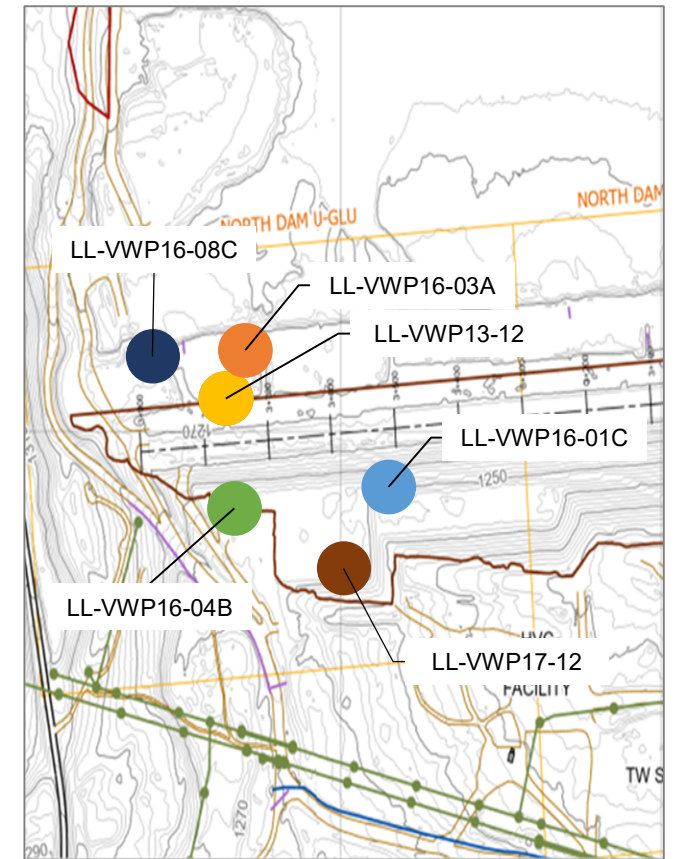 NORTH DAM
NORTH DAM U-GLU
LL-VWP16-08C
LL-VWP16-03A
LL-VWP13-12
1270
LL-VWP16-01C
1250
LL-VWP16-04B
LL-VWP17-12
FACILITY
TW S
1270
290